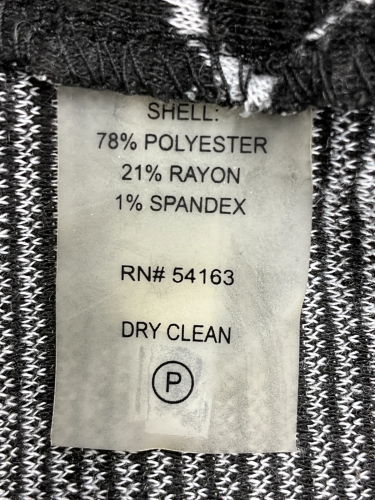 SHELL:
78% POLYESTER
21% RAYON
1% SPANDEX
RN# 54163
DRY CLEAN
P